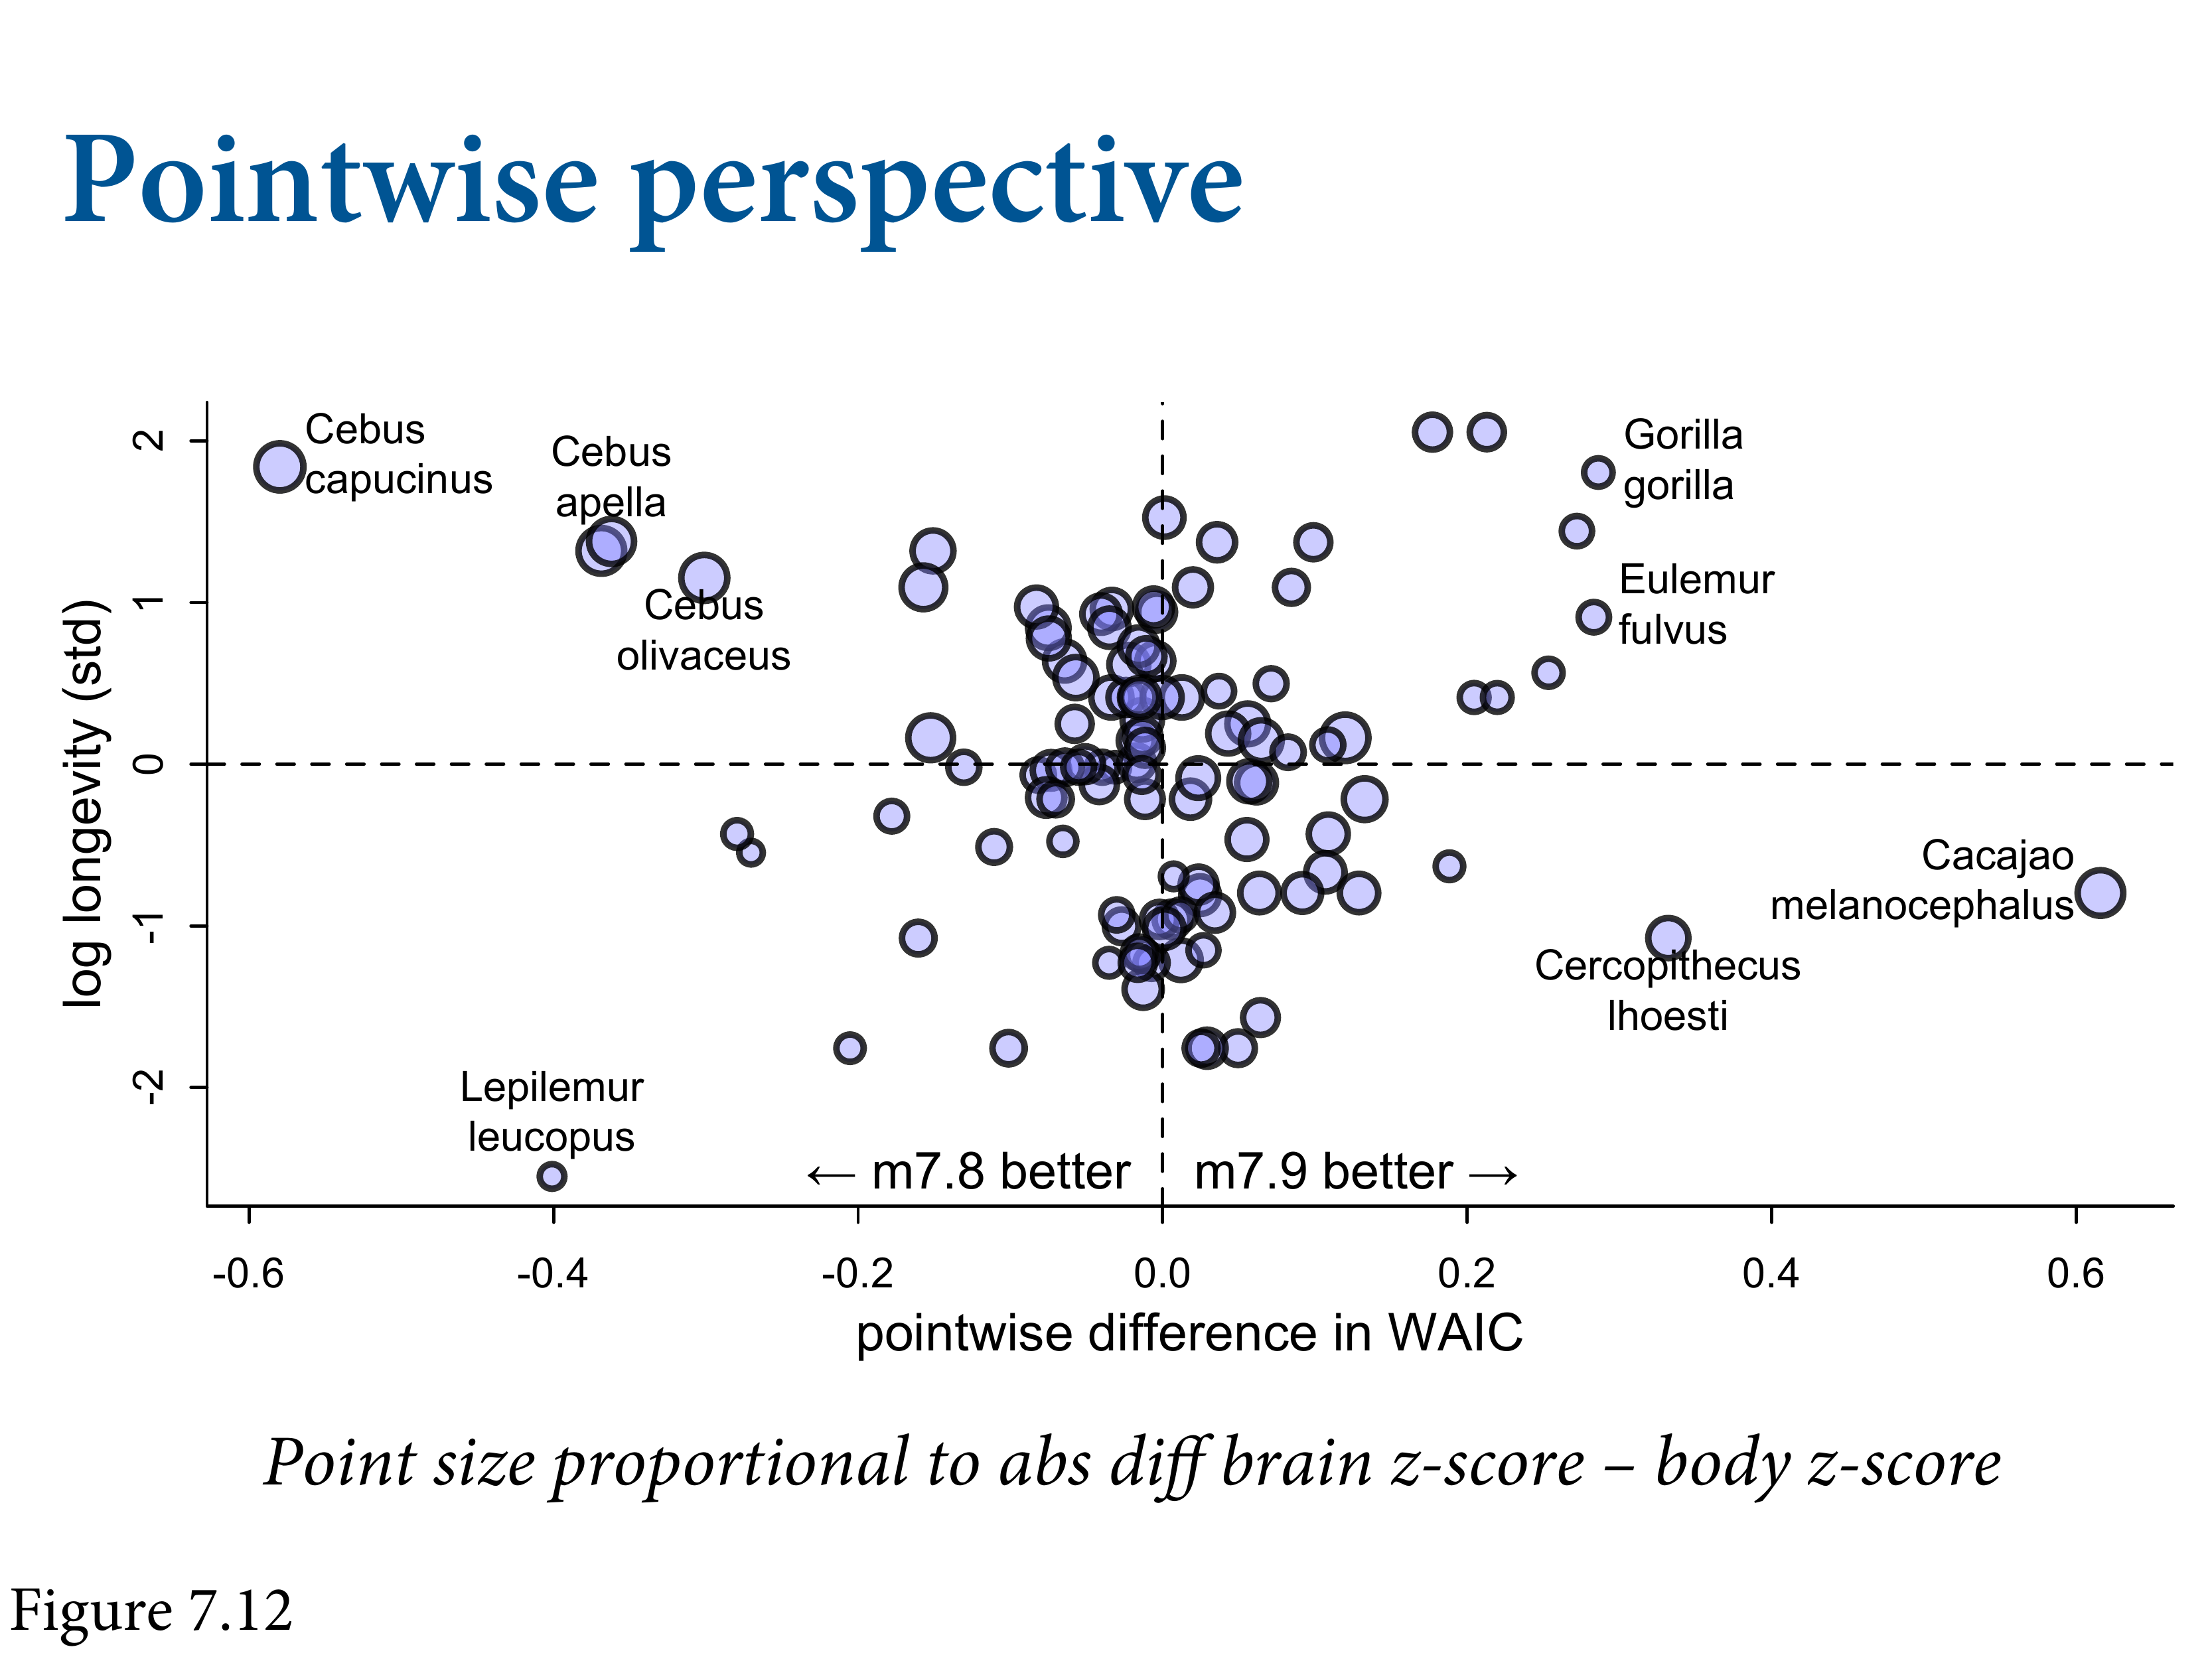 Pointwise perspective
Cebus
capucinus
Cebus
apella
Cebus
olivaceus
Gorilla
gorilla
Eulemur
fulvus
Cacajao
melanocephalus
Cercopithecus
lhoesti
Lepilemur
leucopus
← m7.8 better
m7.9 better →
log longevity (std)
2
1
0
-1
-2
-0.6
-0.4
-0.2
0.0
0.2
0.4
0.6
pointwise difference in WAIC
Point size proportional to abs diff brain z-score – body z-score
Figure 7.12